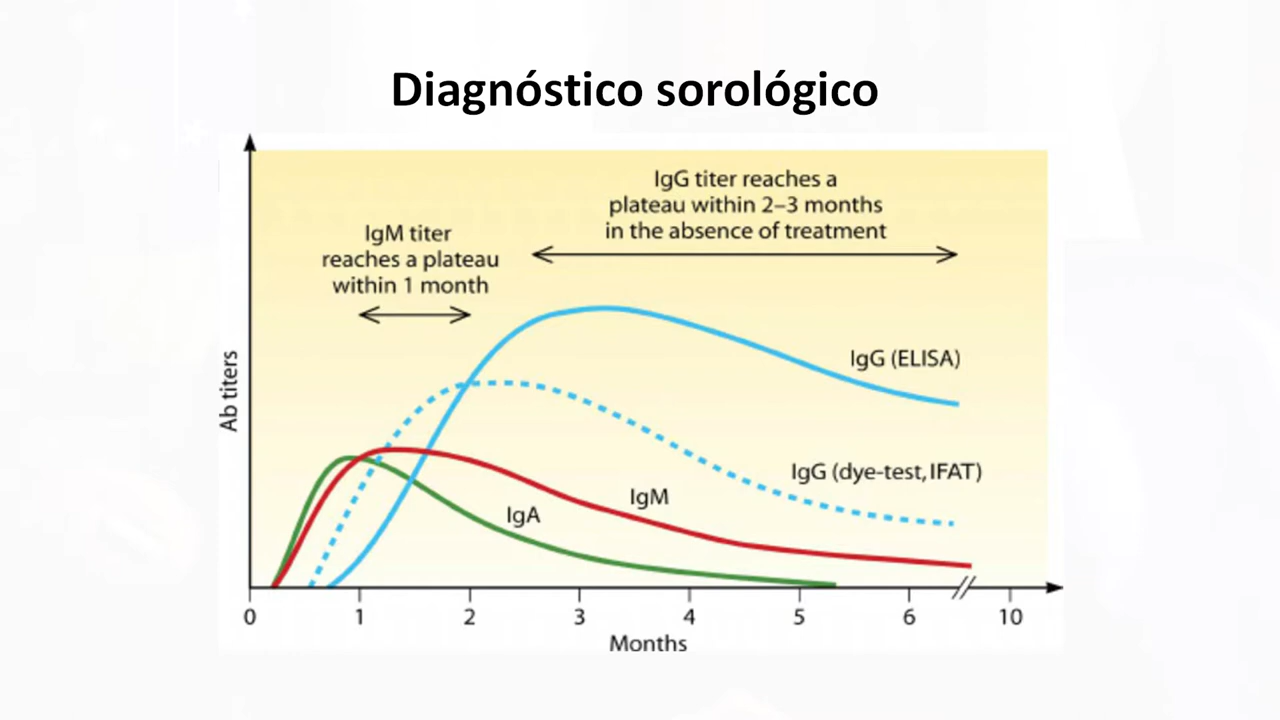 Diagnóstico sorológico
IgG titer reaches a
plateau within 2–3 months
in the absence of treatment
IgM titer
reaches a plateau
within 1 month
Ab titers
IgG (ELISA)
IgG (dye-test, IFAT)
IgM
IgA
0 1 2 3 4 5 6 10
Months